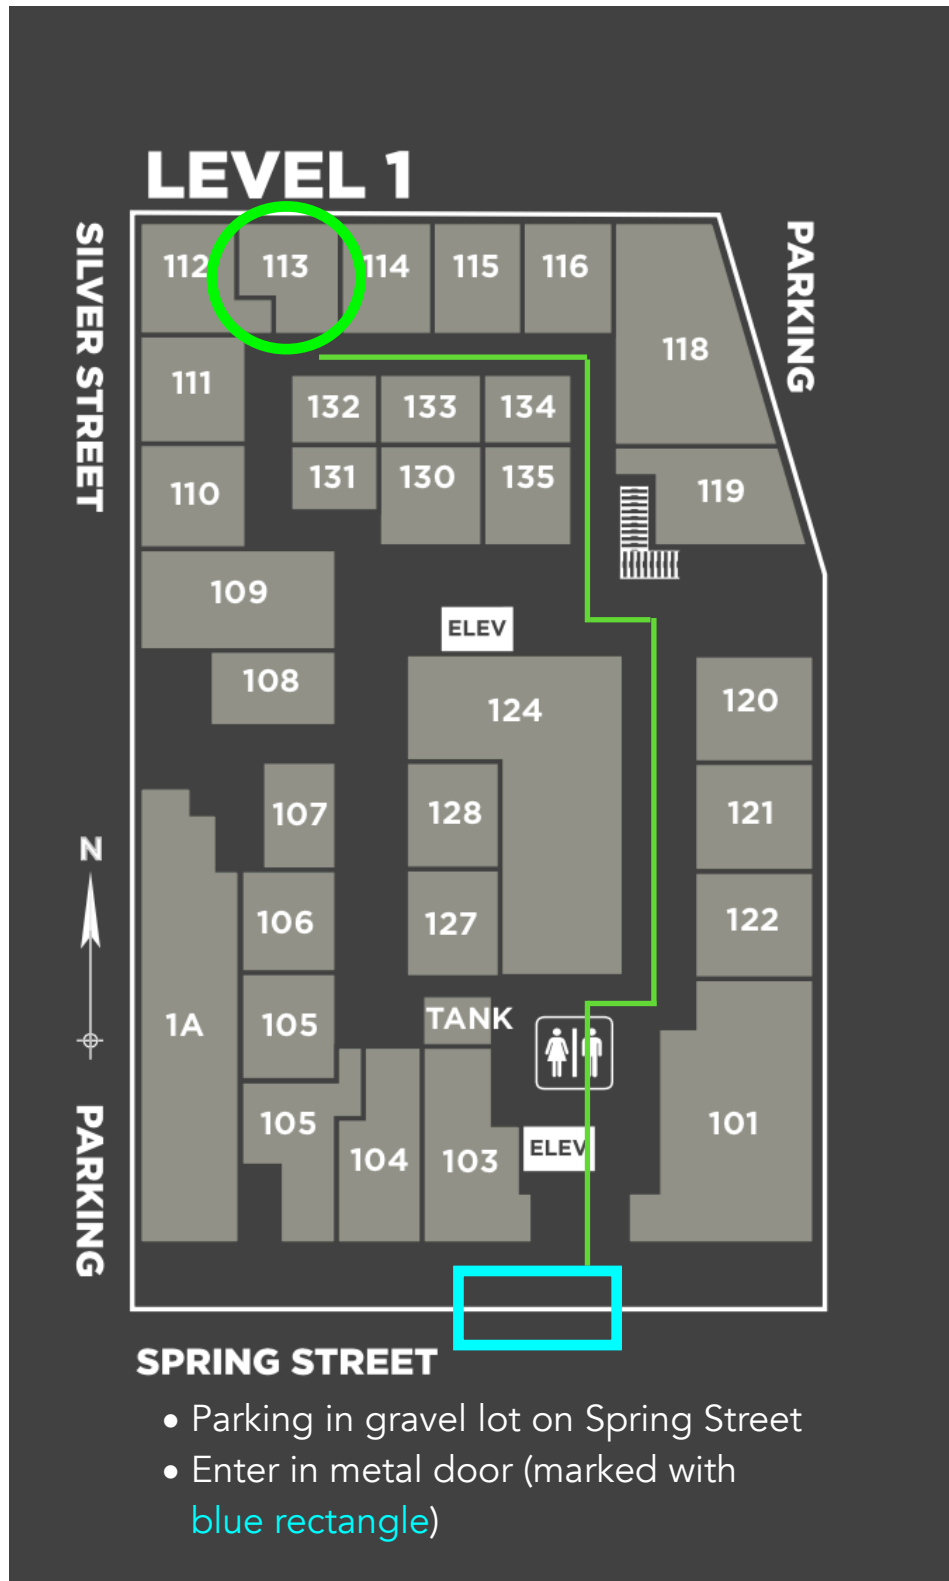 LEVEL 1
SILVER STREET
PARKING
112
113
114
115
116
118
111
132
133
134
110
131
130
135
119
109
ELEV
108
124
120
107
128
121
N
106
127
122
1A
105
TANK
105
104
103
ELEV
101
PARKING
SPRING STREET
• Parking in gravel lot on Spring Street
• Enter in metal door (marked with
blue rectangle)